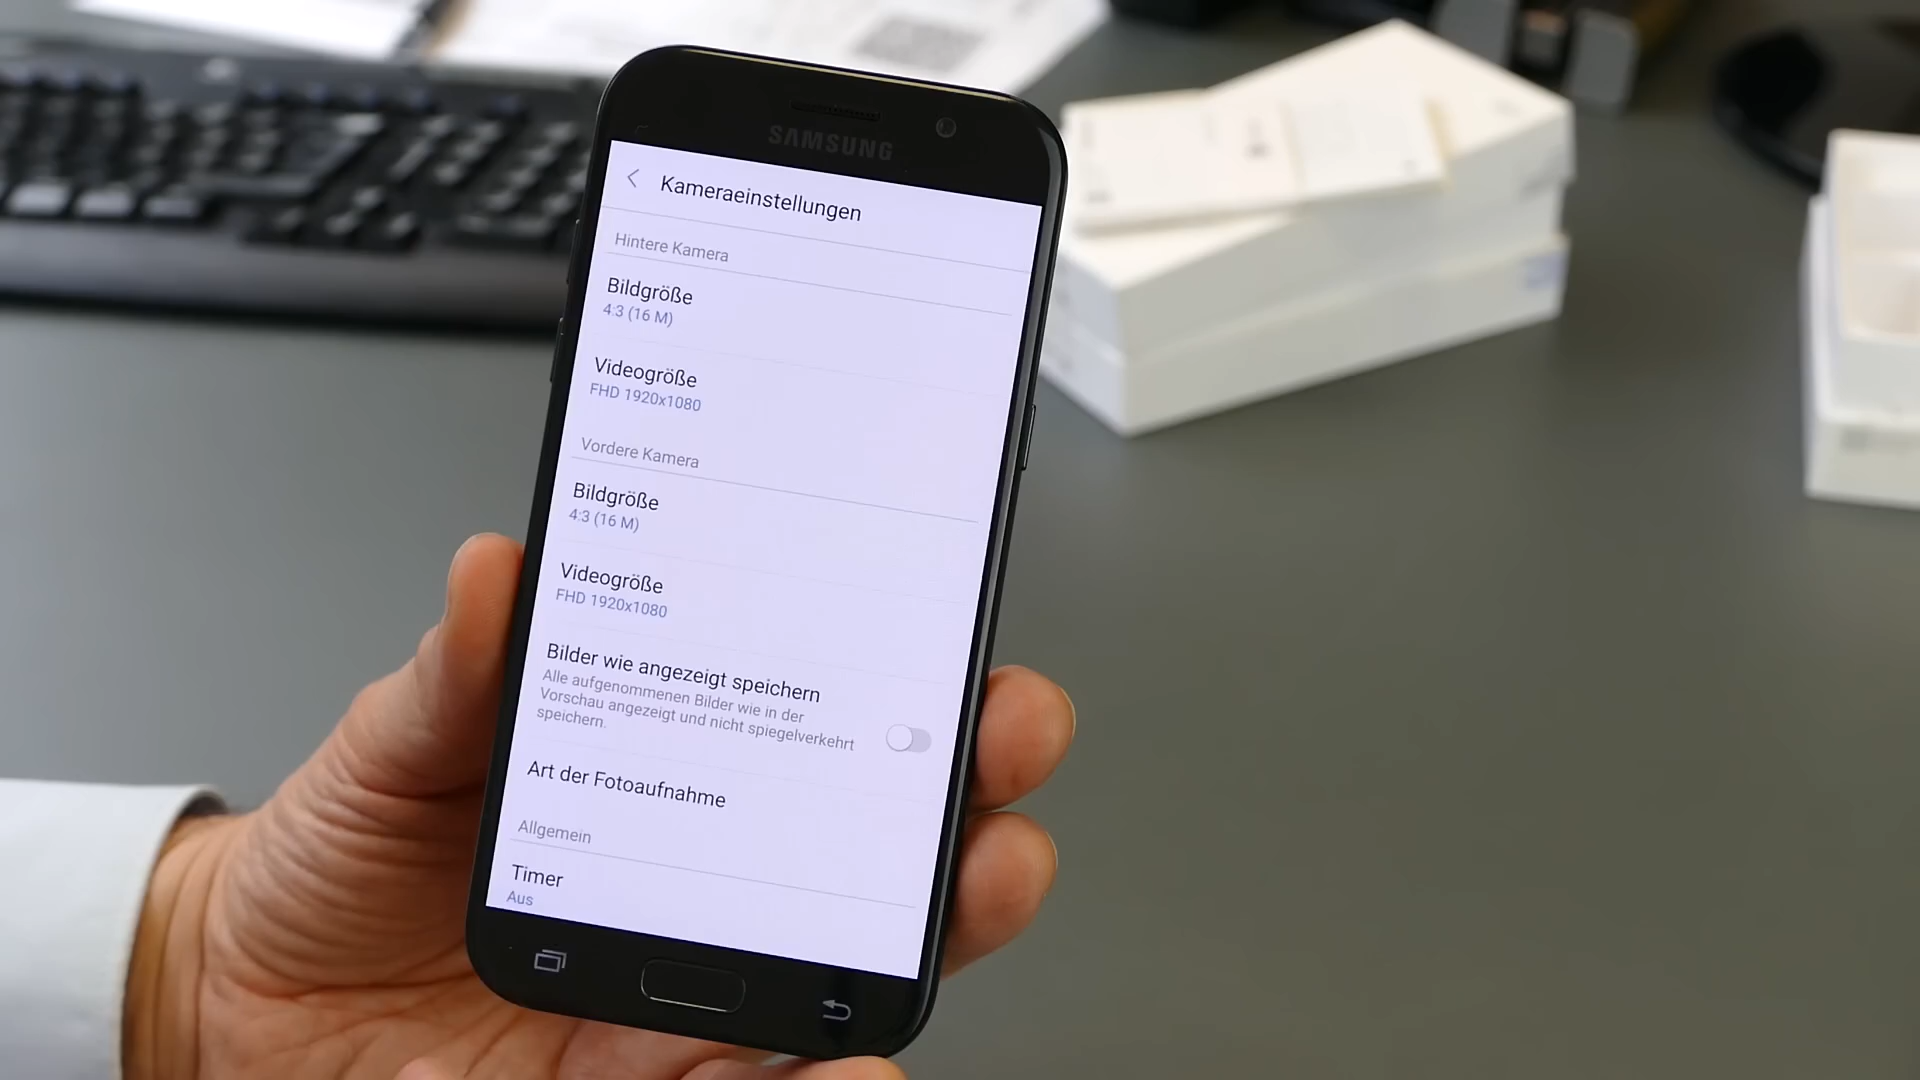 SAMSUNG
Kameraeinstellungen
Hintere Kamera
Bildgröße
4:3 (16 M)
Videogröße
FHD 1920x1080
Vordere Kamera
Bildgröße
4:3 (16 M)
Videogröße
FHD 1920x1080
Bilder wie angezeigt speichern
Alle aufgenommenen Bilder wie in der
Vorschau angezeigt und nicht spiegelverkehrt
speichern.
Art der Fotoaufnahme
Allgemein
Timer
Aus